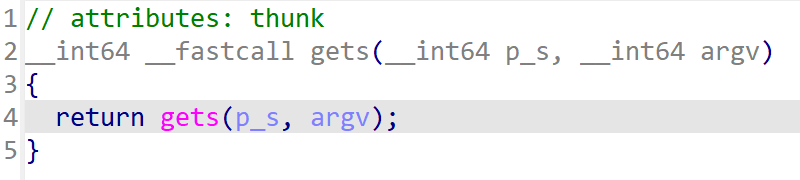 1 // attributes: thunk
2 __int64 __fastcall gets(__int64 p_s, __int64 argv)
3 {
4   return gets(p_s, argv);
5 }